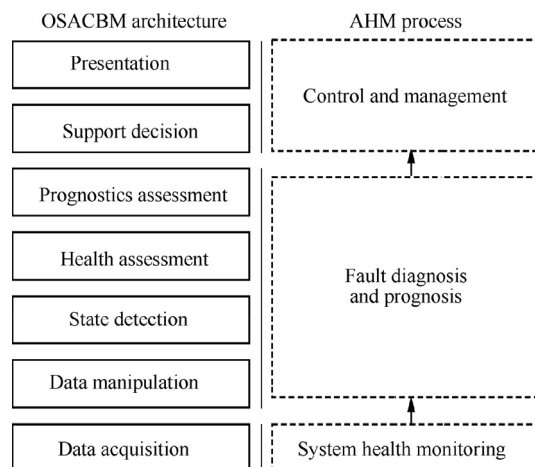 OSACBM architecture
Presentation
Support decision
Prognostics assessment
Health assessment
State detection
Data manipulation
Data acquisition
AHM process
Control and management
Fault diagnosis
and prognosis
System health monitoring